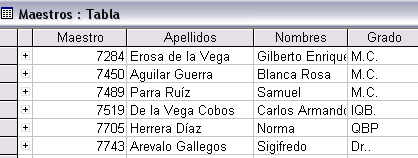 Maestros : Tabla
Maestro Apellidos Nombres Grado
7284 Erosa de la Vega Gilberto Enrique M.C.
7450 Aguilar Guerra Blanca Rosa M.C.
7489 Parra Ruíz Samuel M.C.
7519 De la Vega Cobos Carlos Armando IQB.
7705 Herrera Díaz Norma QBP
7743 Arevalo Gallegos Sigifredo Dr..